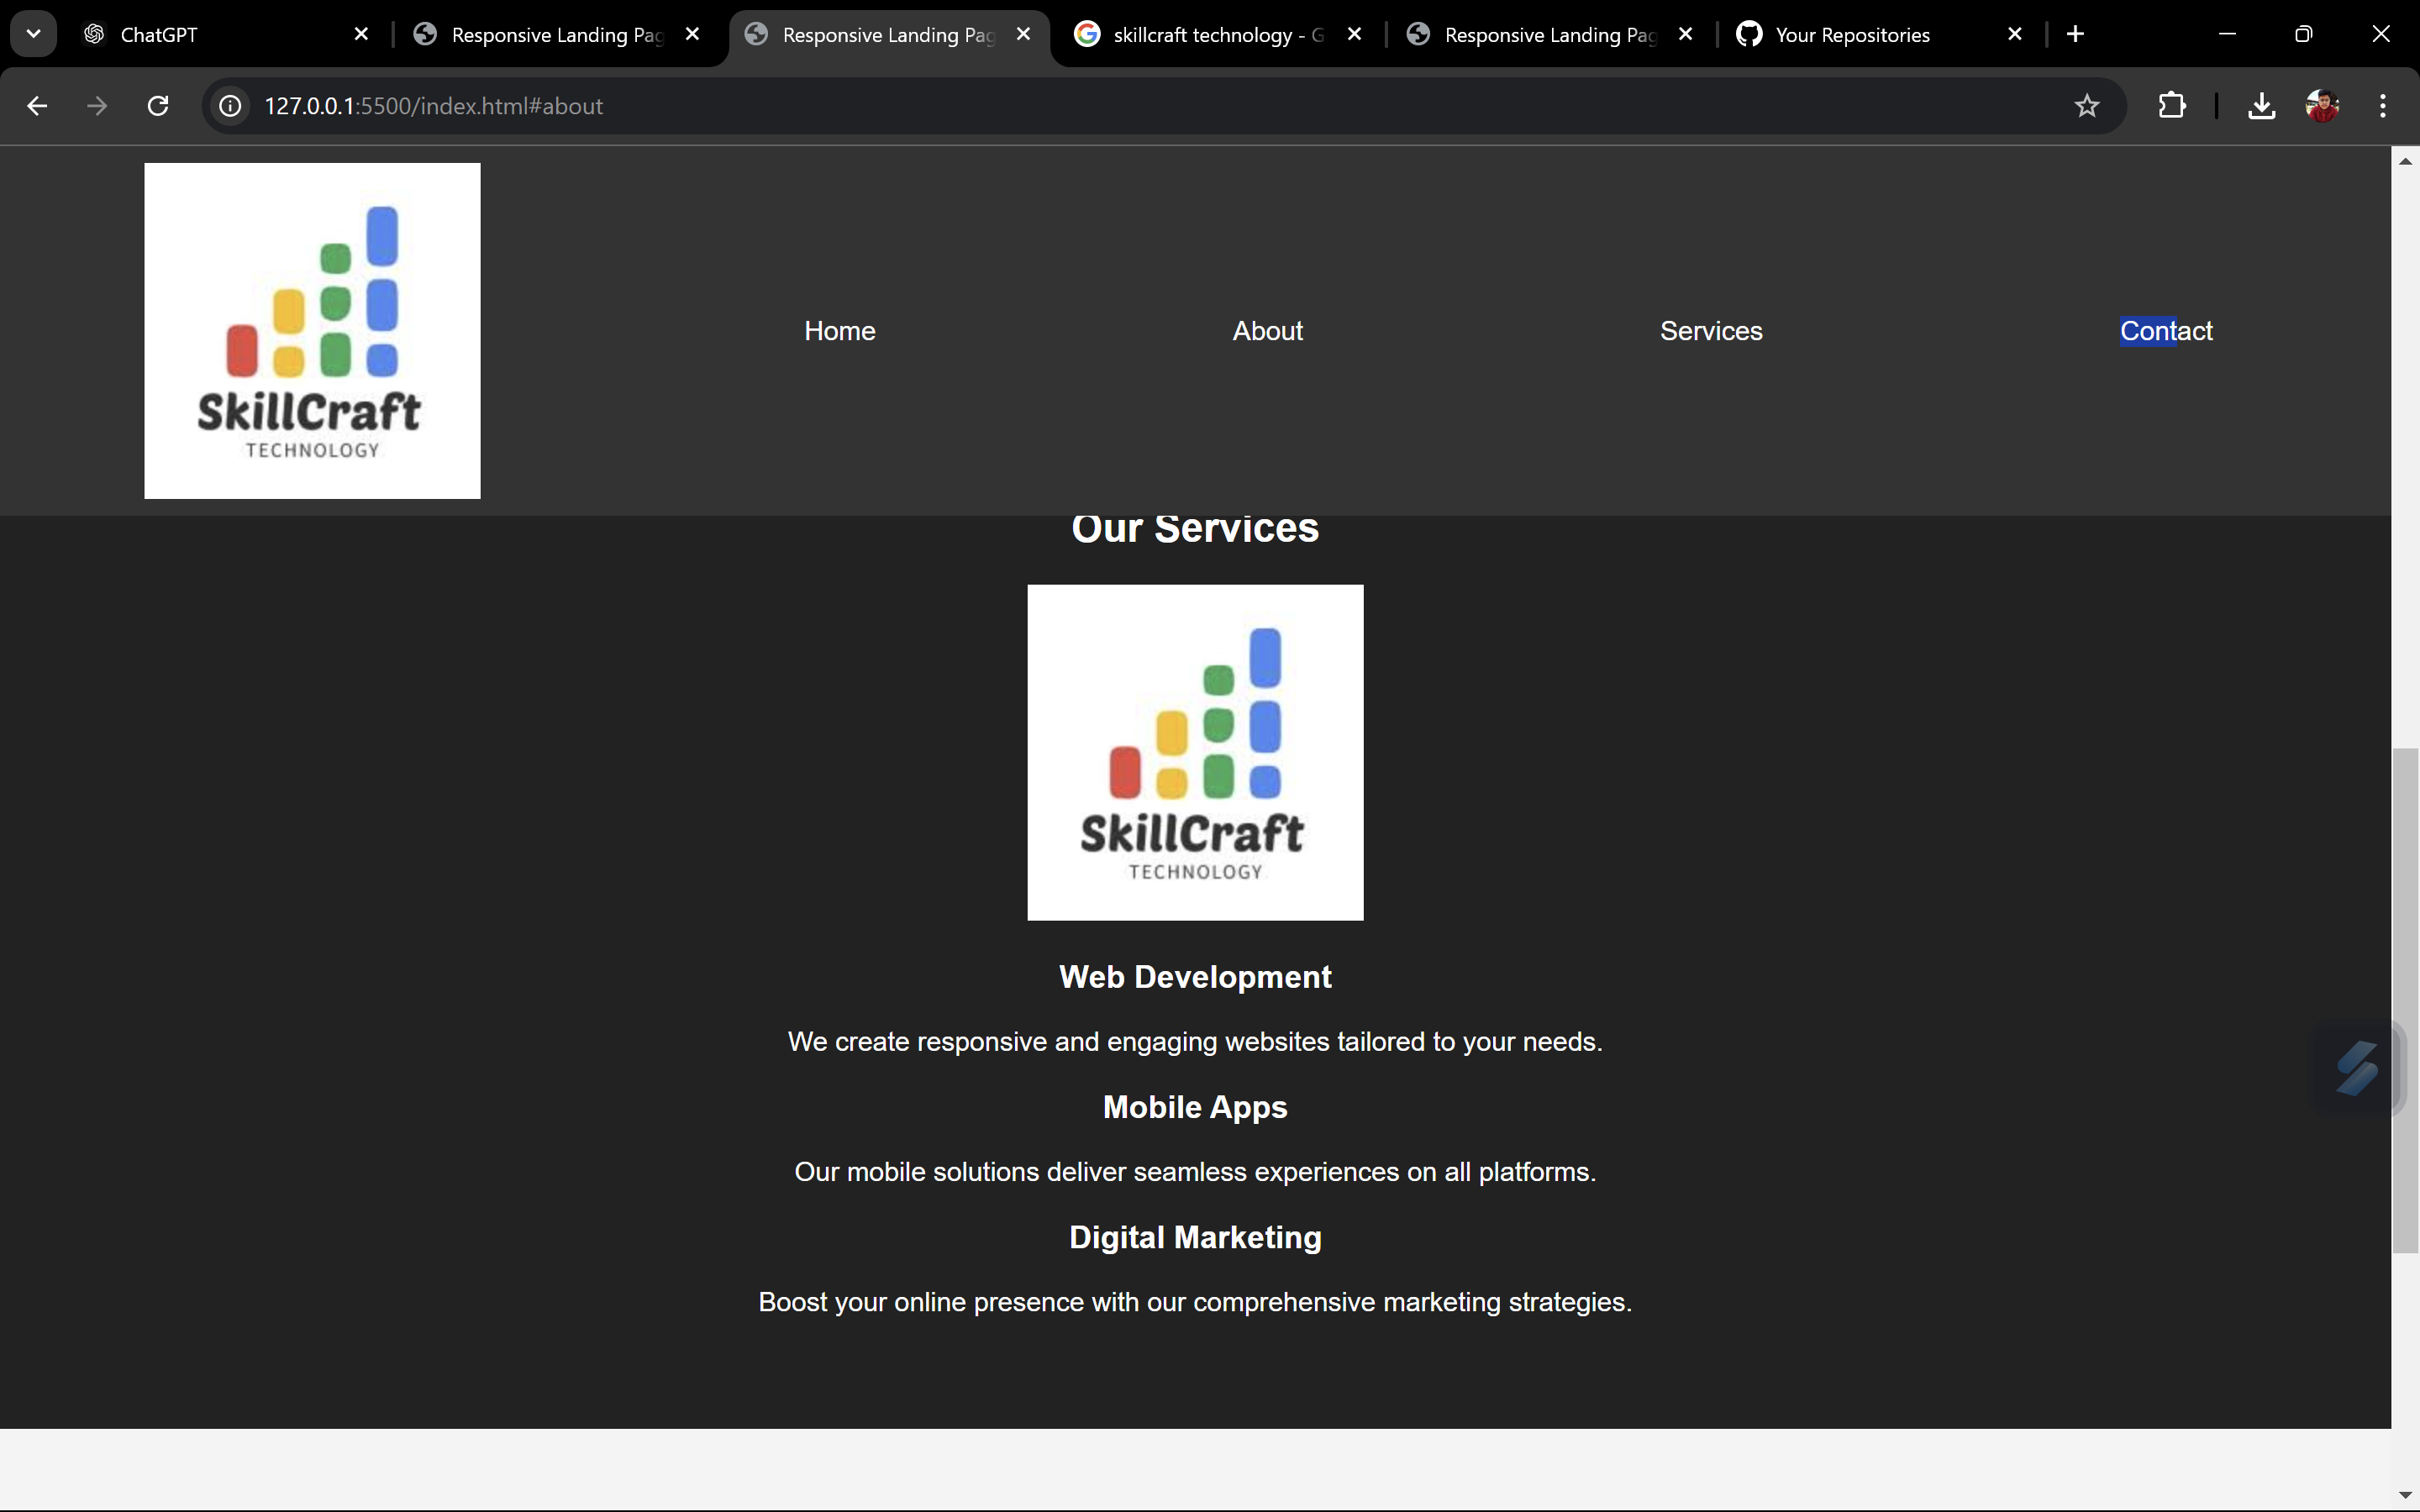 ChatGPT
Responsive Landing Pag
Responsive Landing Pag
skillcraft technology - G
Responsive Landing Pag
Your Repositories
127.0.0.1:5500/index.html#about
SkillCraft
TECHNOLOGY
Home
About
Services
Contact
Our Services
SkillCraft
TECHNOLOGY
Web Development
We create responsive and engaging websites tailored to your needs.
Mobile Apps
Our mobile solutions deliver seamless experiences on all platforms.
Digital Marketing
Boost your online presence with our comprehensive marketing strategies.